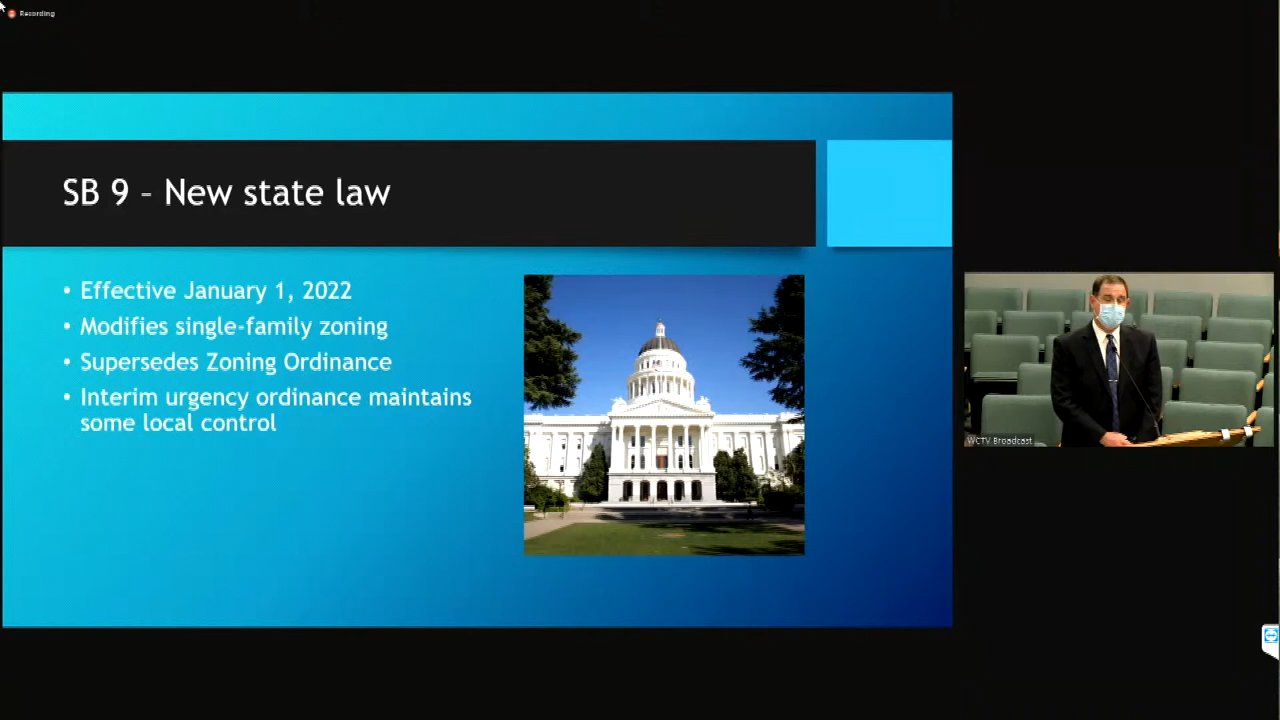 Recording
SB 9 – New state law
• Effective January 1, 2022
• Modifies single-family zoning
• Supersedes Zoning Ordinance
• Interim urgency ordinance maintains
some local control
WCTV Broadcast